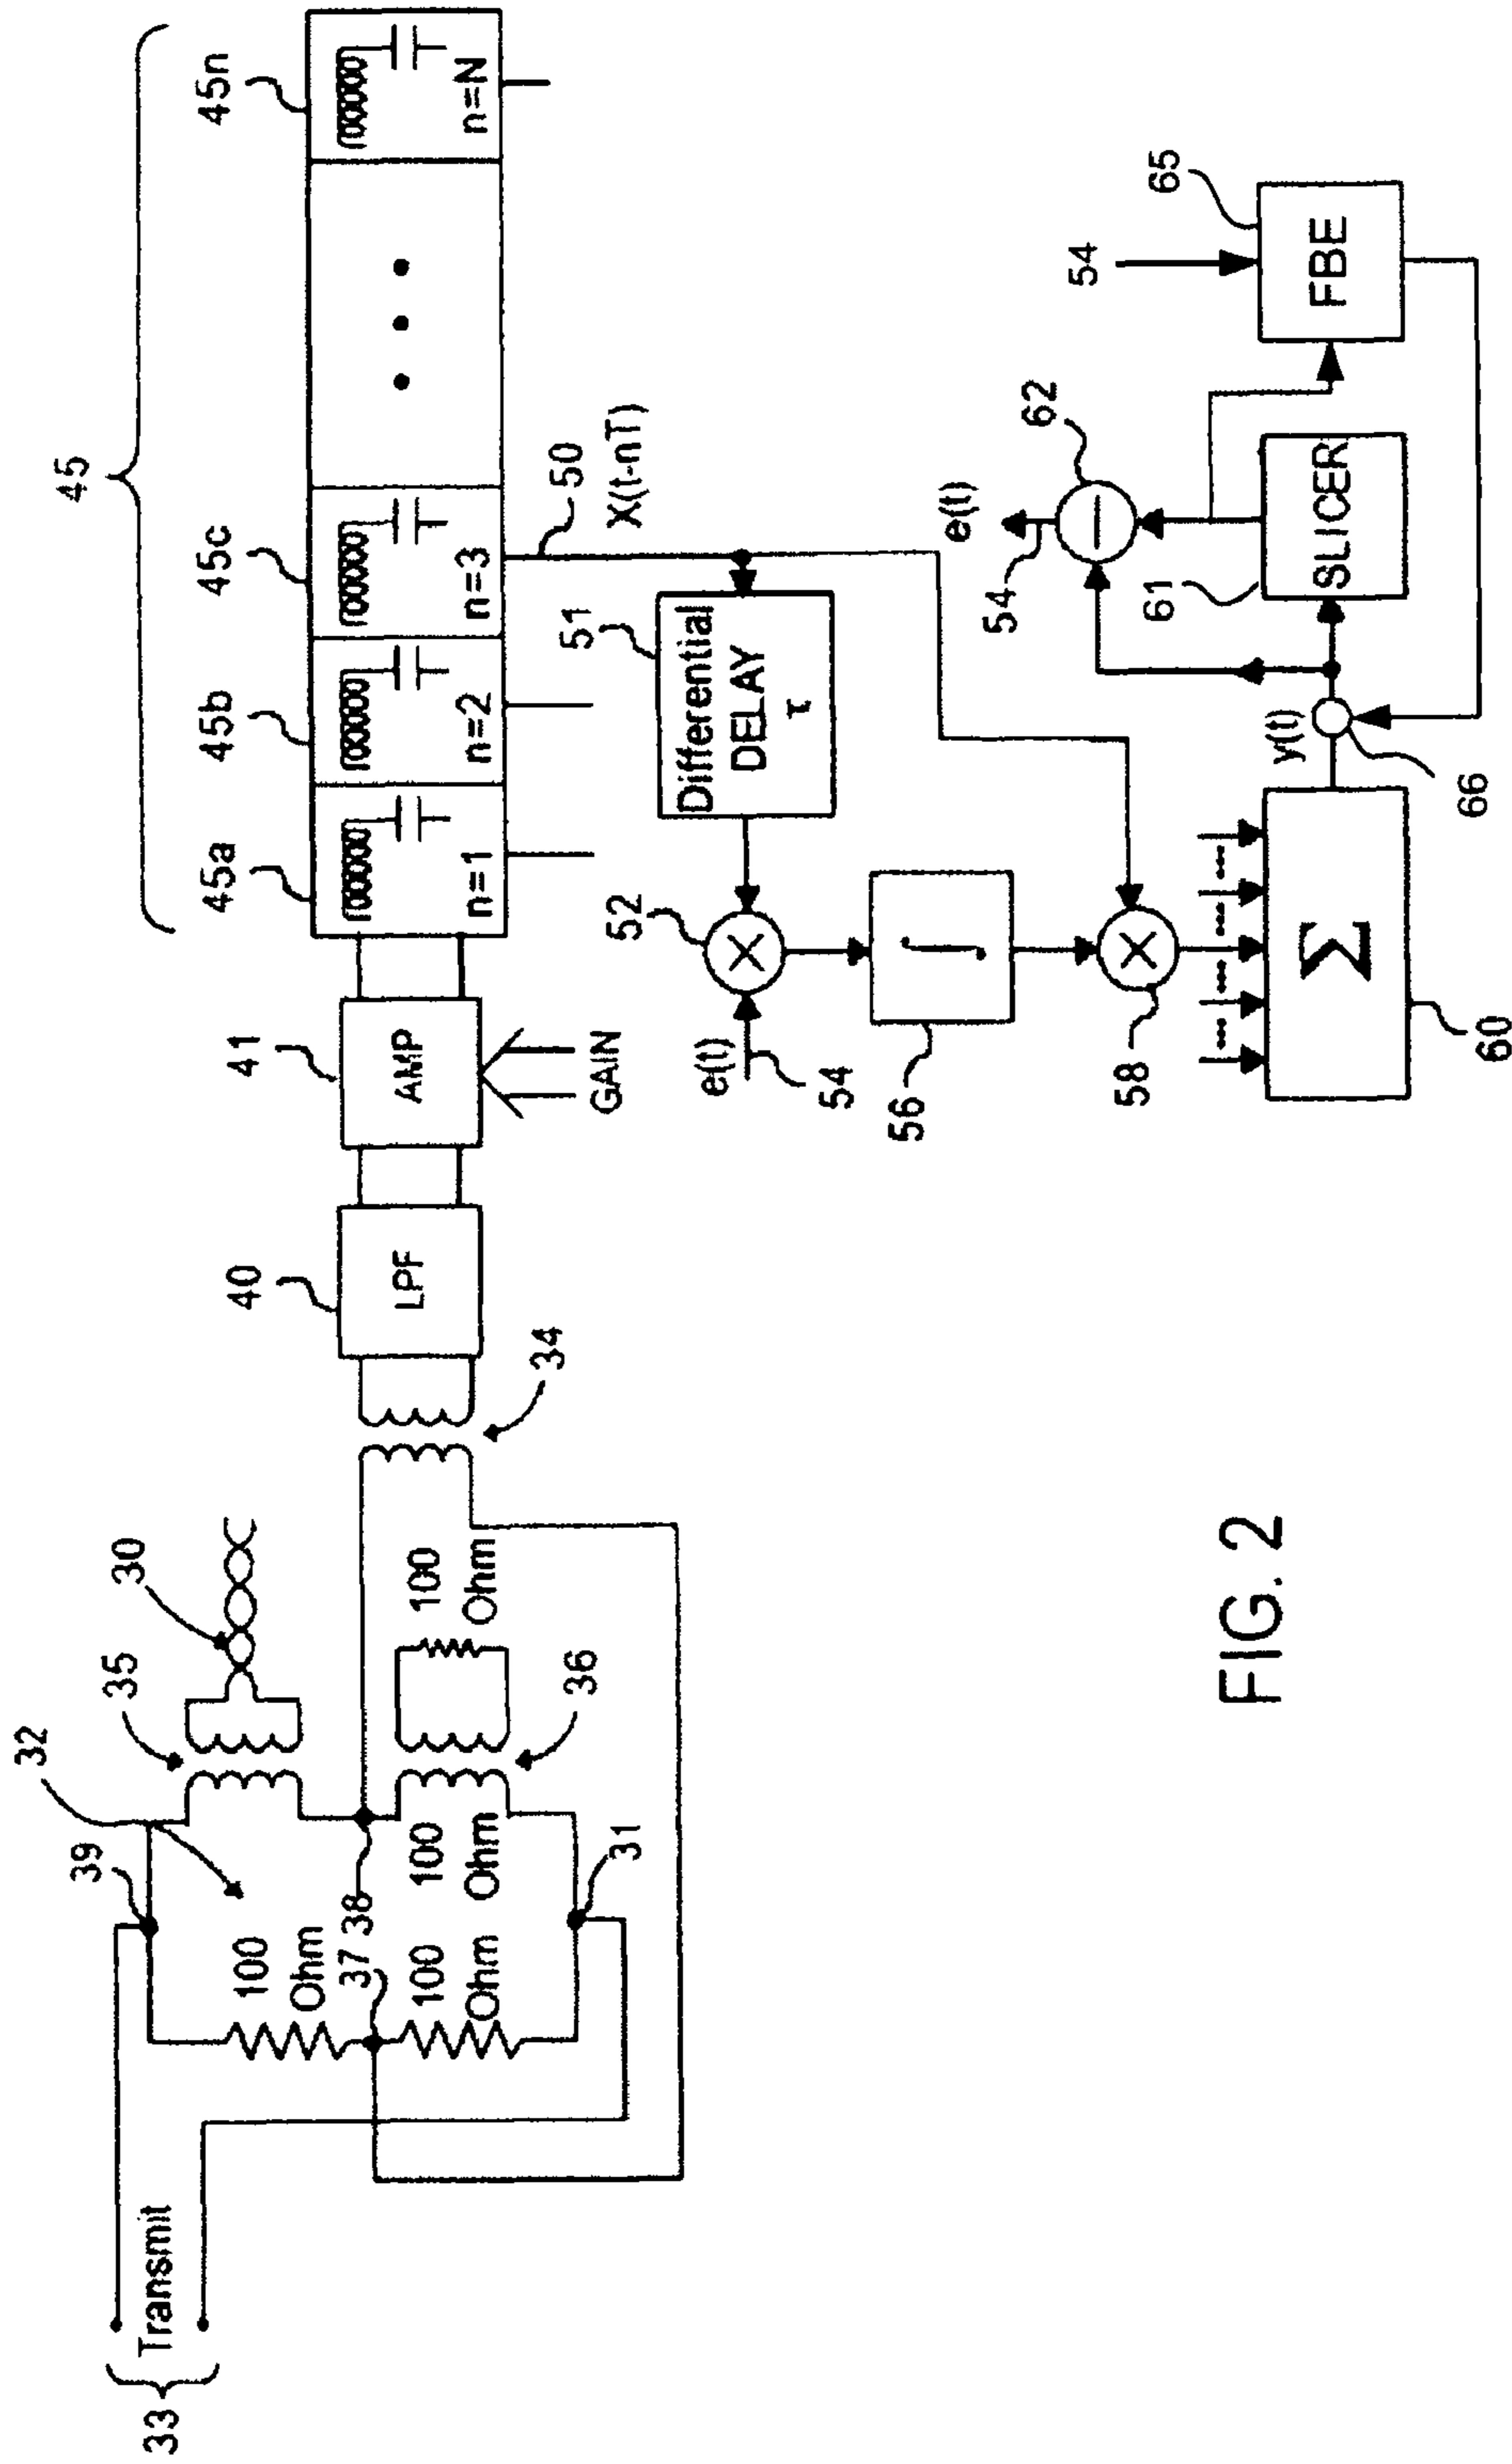 45
45a
45b
45c
45n
n=1
n=2
n=3
n=N
33
Transmit
39
32
35
30
100
Ohm
37
38
100
Ohm
100
Ohm
100
Ohm
31
36
34
40
LPF
41
AMP
GAIN
50
X(t-nT)
51
Differential
DELAY
τ
52
e(t)
54
56
∫
58
60
Σ
y(t)
66
61
SLICER
62
e(t)
54
54
65
FBE
FIG. 2